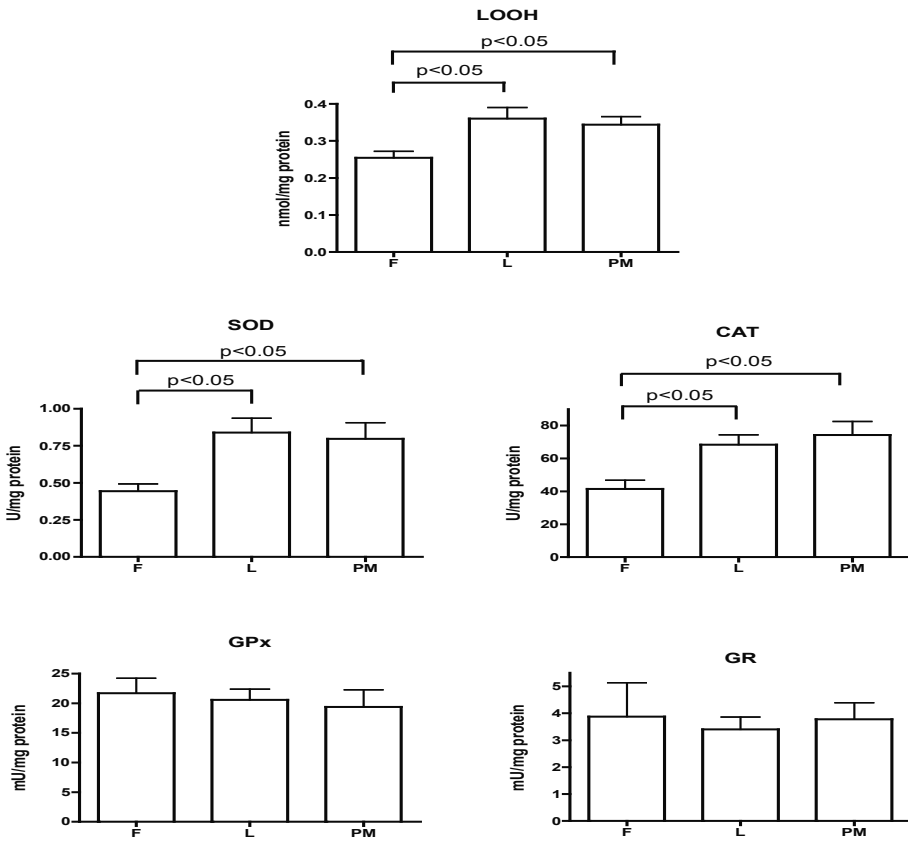 LOOH
p<0.05
p<0.05
nmol/mg protein
0.4
0.3
0.2
0.1
0.0
F L PM
SOD
p<0.05
p<0.05
U/mg protein
1.00
0.75
0.50
0.25
0.00
F L PM
CAT
p<0.05
p<0.05
U/mg protein
80
60
40
20
0
F L PM
GPx
mU/mg protein
25
20
15
10
5
0
F L PM
GR
mU/mg protein
5
4
3
2
1
0
F L PM